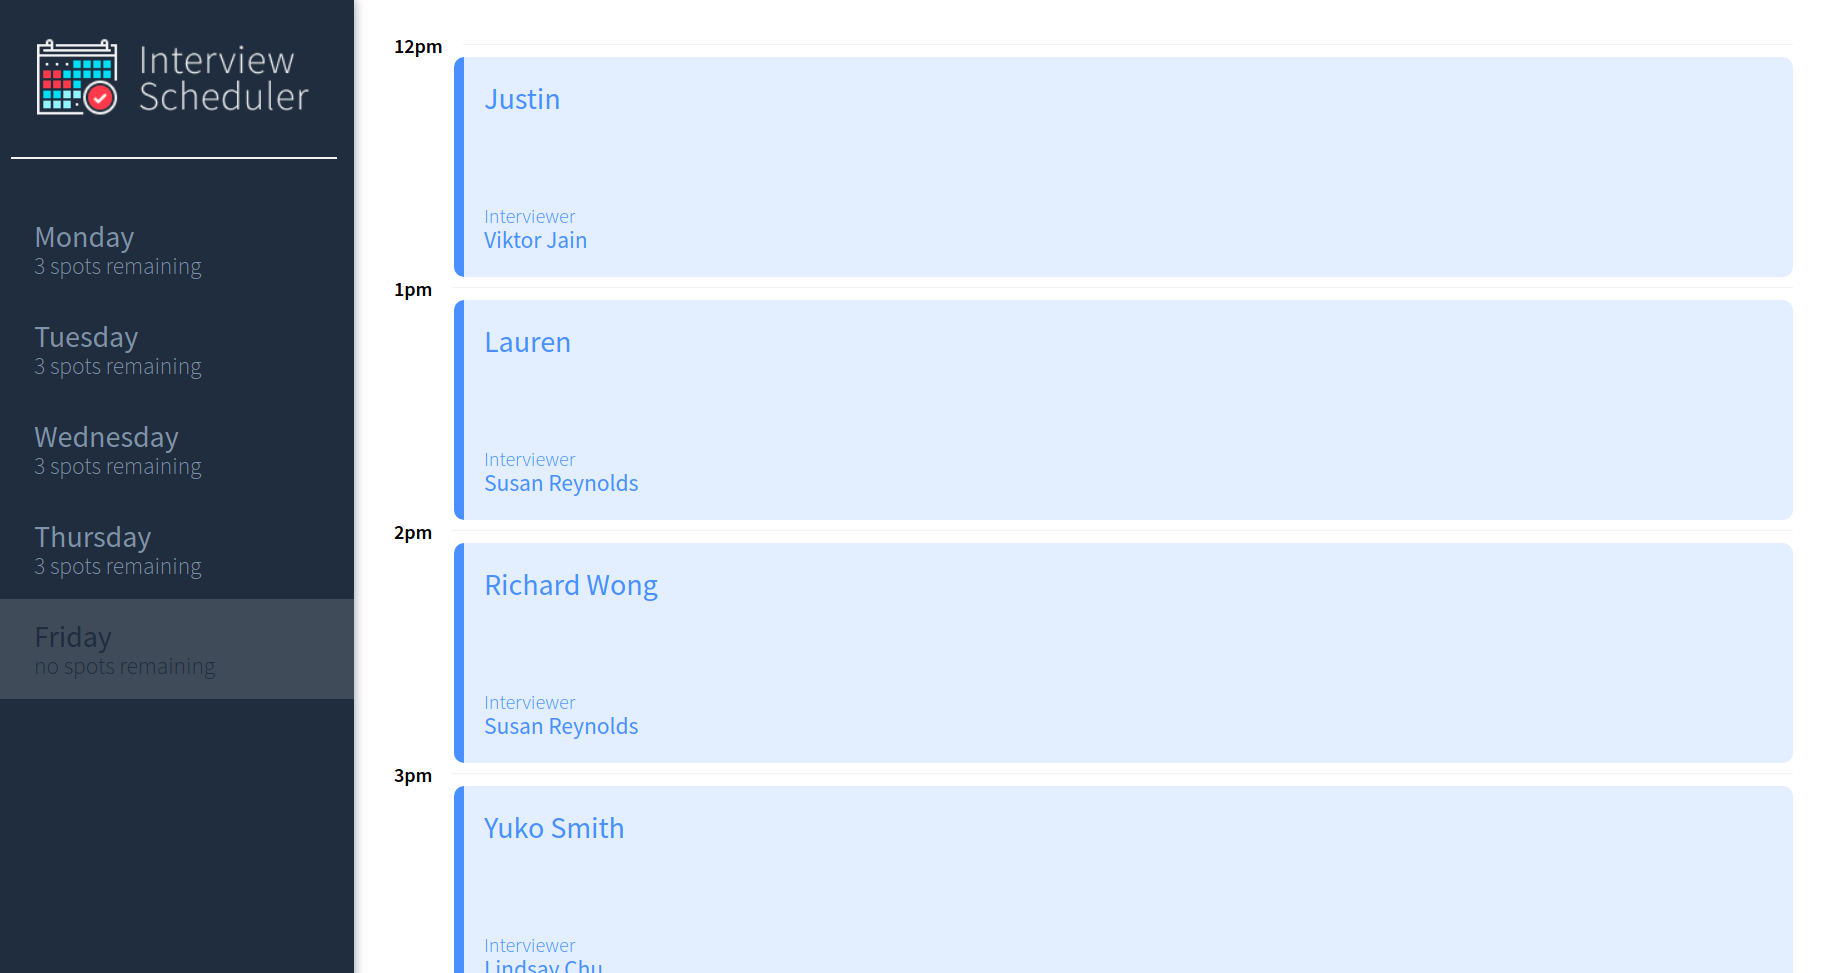 Interview
Scheduler
Monday
3 spots remaining
Tuesday
3 spots remaining
Wednesday
3 spots remaining
Thursday
3 spots remaining
Friday
no spots remaining
12pm
Justin
Interviewer
Viktor Jain
1pm
Lauren
Interviewer
Susan Reynolds
2pm
Richard Wong
Interviewer
Susan Reynolds
3pm
Yuko Smith
Interviewer
Lindsay Chu